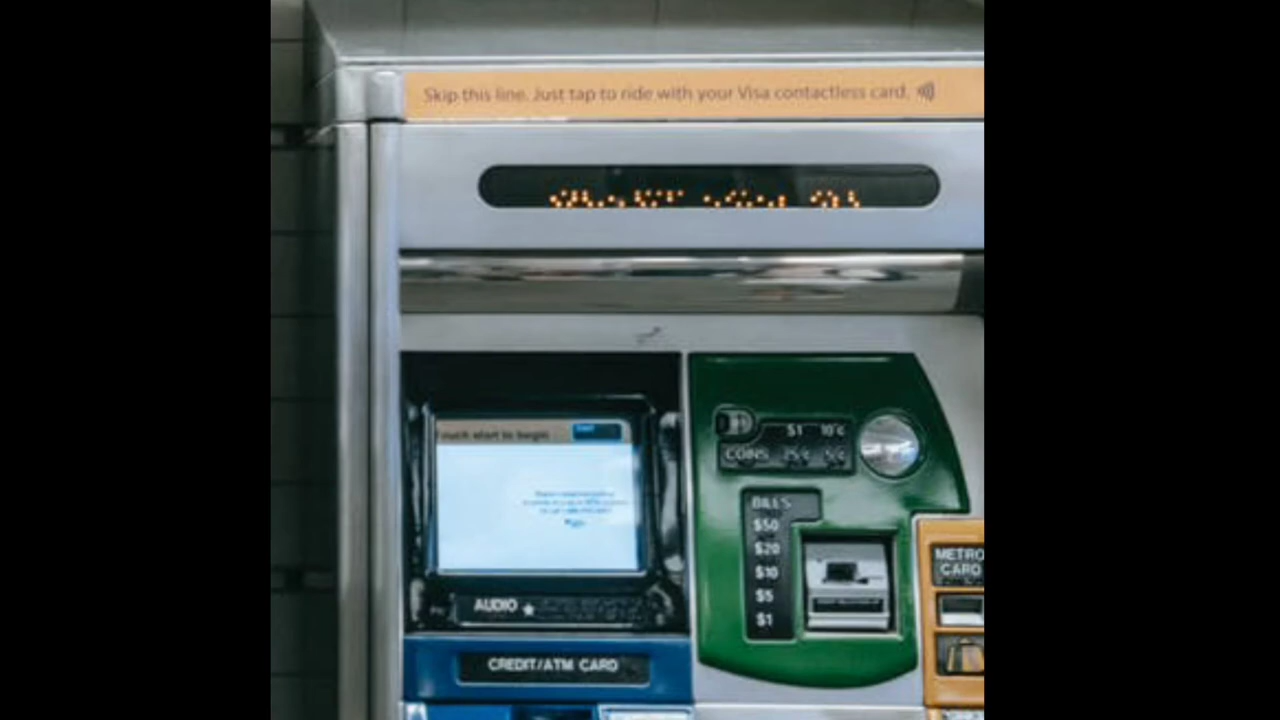 Skip this line. Just tap to ride with your Visa contactless card.
Touch start to begin
Start
$1 10¢
COINS 25¢ 5¢
BILLS
$50
$20
$10
$5
$1
METRO
CARD
AUDIO
CREDIT/ATM CARD